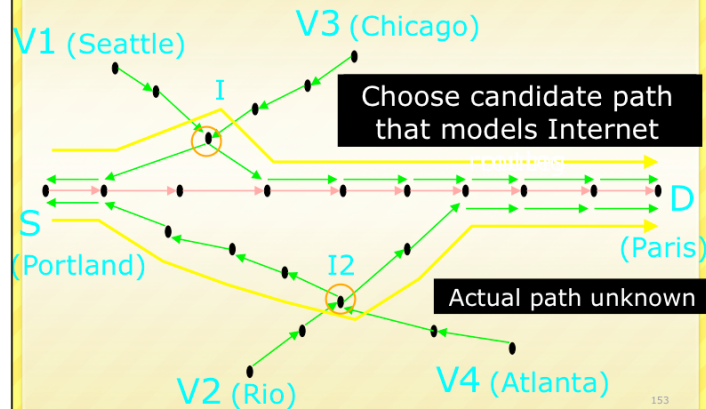 V1 (Seattle)
V3 (Chicago)
I
Choose candidate path
that models Internet
S
D
(Portland)
I2
(Paris)
Actual path unknown
V2 (Rio)
V4 (Atlanta)
153